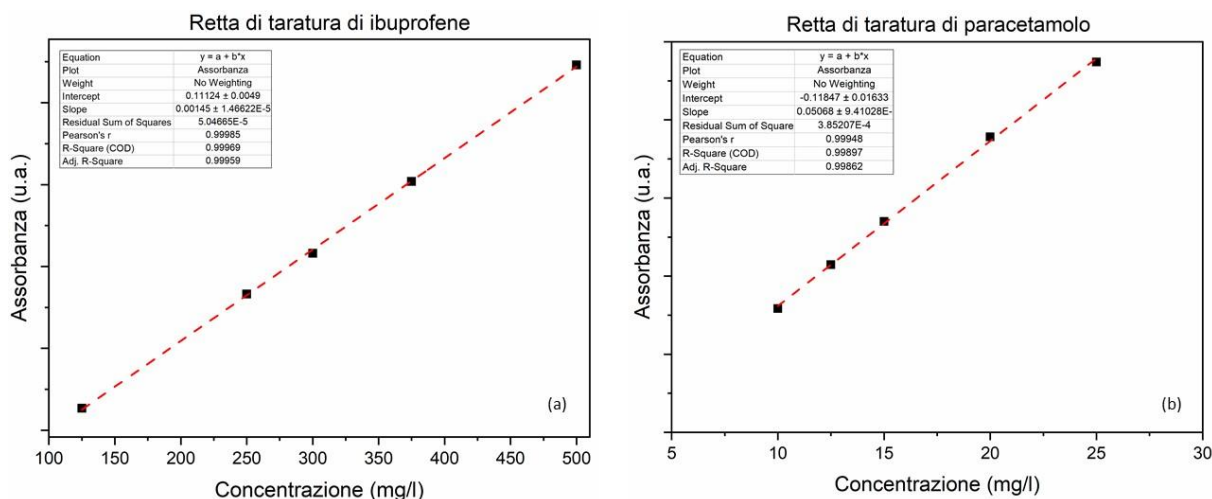 Retta di taratura di ibuprofene
Equation y = a + b*x
Plot Assorbanza
Weight No Weighting
Intercept 0.11124 ± 0.0049
Slope 0.00145 ± 1.46622E-5
Residual Sum of Squares 5.04665E-5
Pearson's r 0.99985
R-Square (COD) 0.99969
Adj. R-Square 0.99959
Assorbanza (u.a.)
(a)
100 150 200 250 300 350 400 450 500
Concentrazione (mg/l)
Retta di taratura di paracetamolo
Equation y = a + b*x
Plot Assorbanza
Weight No Weighting
Intercept -0.11847 ± 0.01633
Slope 0.05068 ± 9.41028E-
Residual Sum of Square 3.85207E-4
Pearson's r 0.99948
R-Square (COD) 0.99897
Adj. R-Square 0.99862
Assorbanza (u.a.)
(b)
5 10 15 20 25 30
Concentrazione (mg/l)